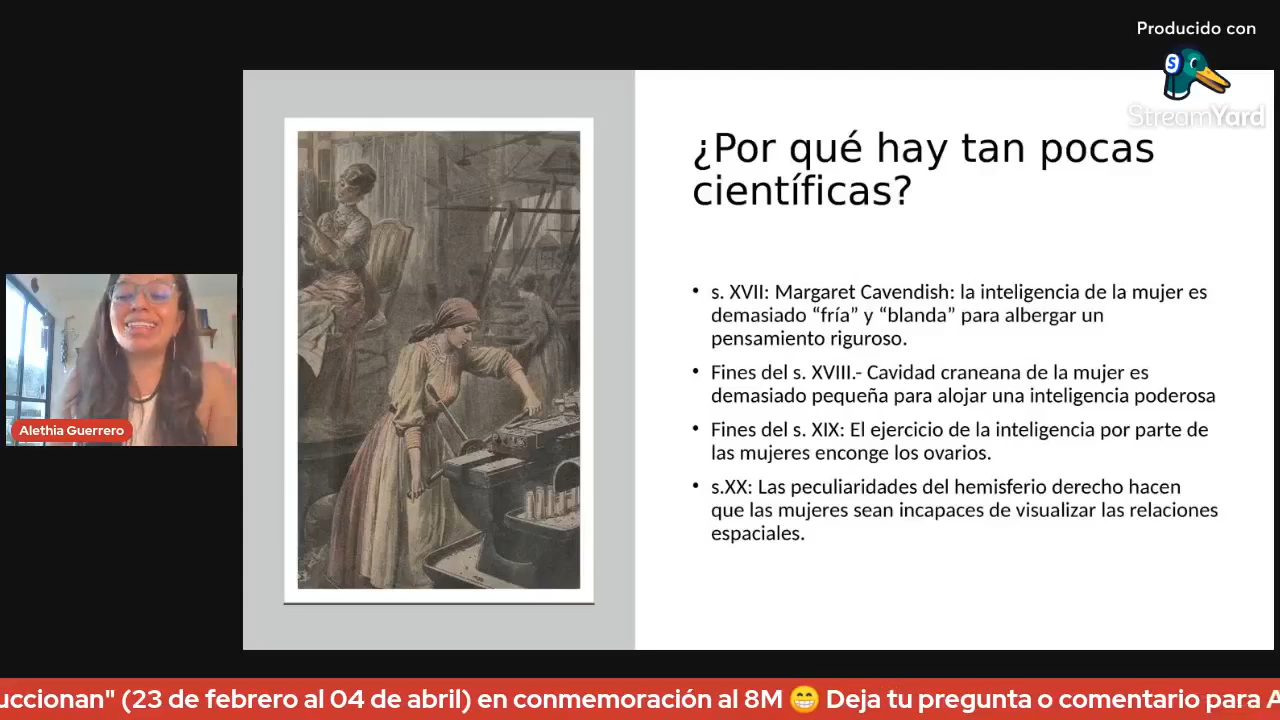 Producido con
StreamYard
¿Por qué hay tan pocas
científicas?
• s. XVII: Margaret Cavendish: la inteligencia de la mujer es
demasiado “fría” y “blanda” para albergar un
pensamiento riguroso.
• Fines del s. XVIII.- Cavidad craneana de la mujer es
demasiado pequeña para alojar una inteligencia poderosa
• Fines del s. XIX: El ejercicio de la inteligencia por parte de
las mujeres enconge los ovarios.
• s.XX: Las peculiaridades del hemisferio derecho hacen
que las mujeres sean incapaces de visualizar las relaciones
espaciales.
Alethia Guerrero
uccionan" (23 de febrero al 04 de abril) en conmemoración al 8M 😁 Deja tu pregunta o comentario para A